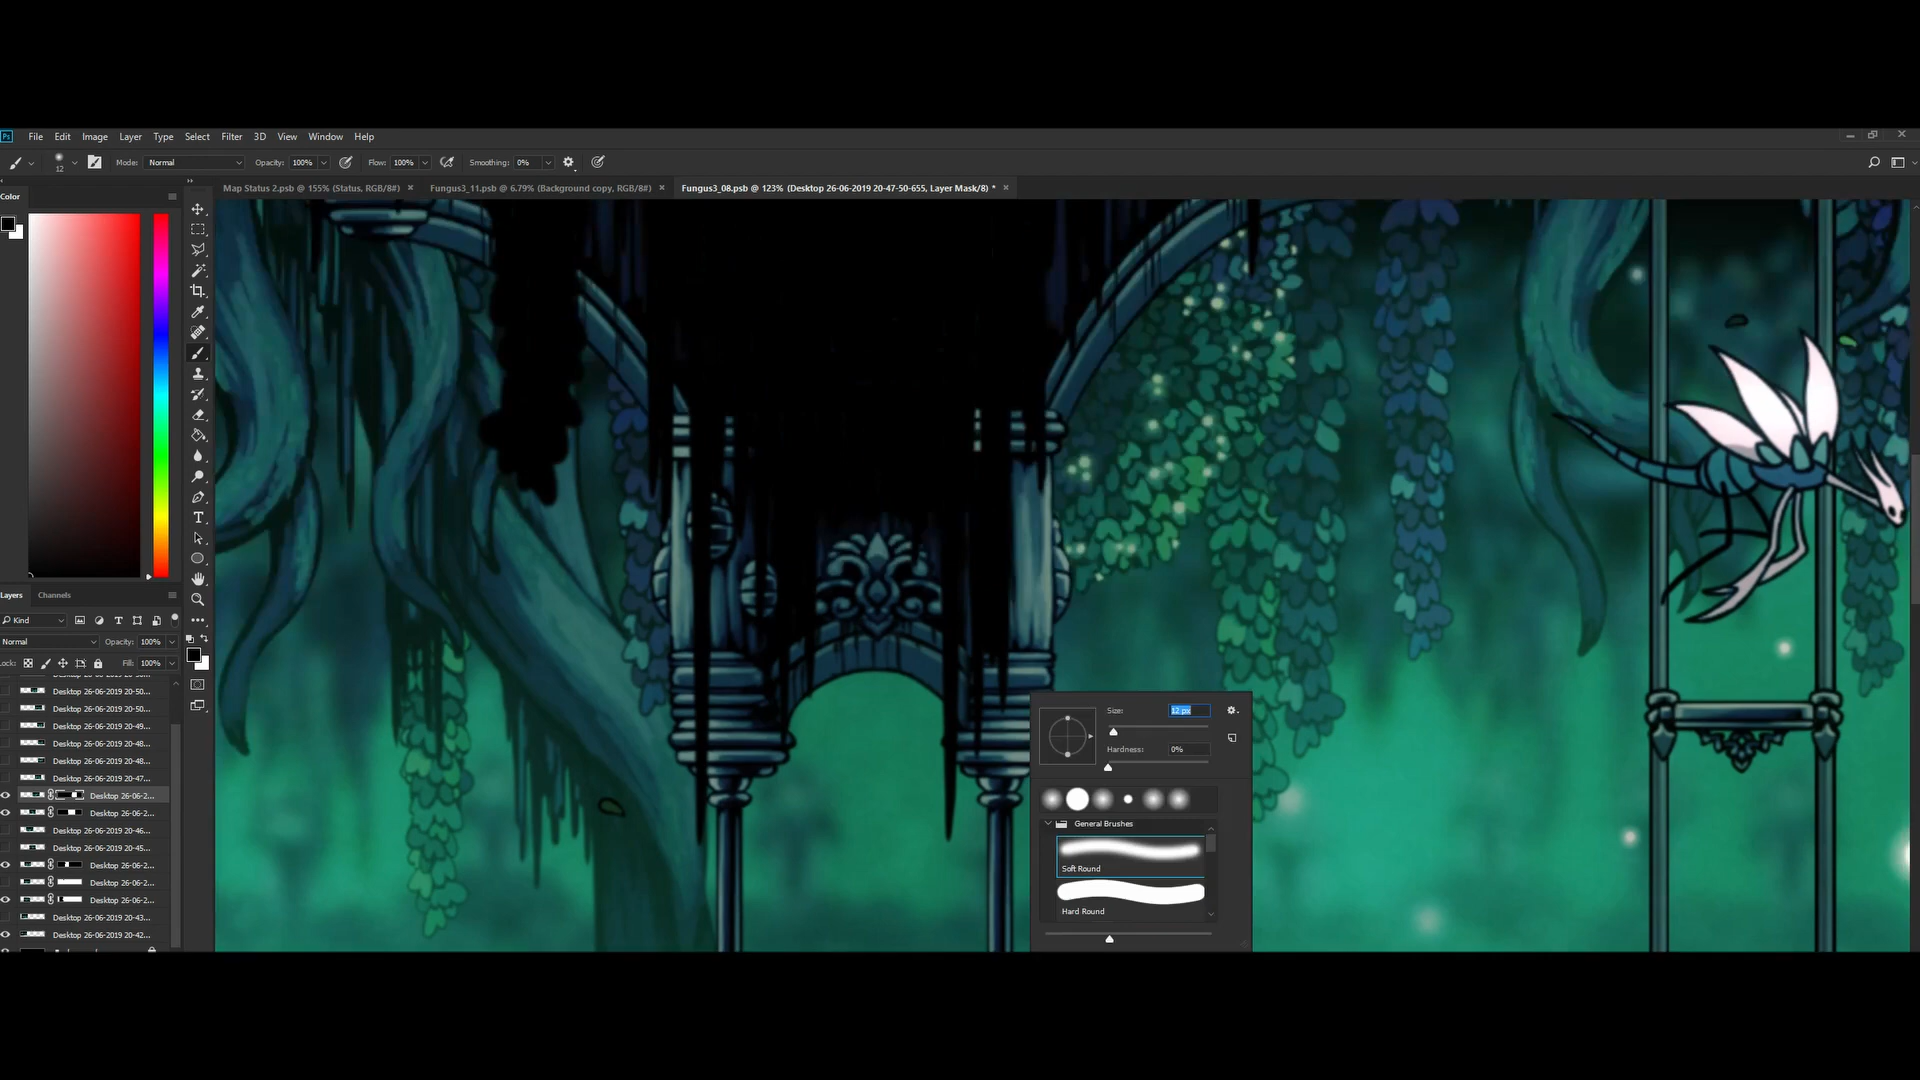 Ps File Edit Image Layer Type Select Filter 3D View Window Help
12 Mode: Normal Opacity: 100% Flow: 100% Smoothing: 0%
Map Status 2.psb @ 155% (Status, RGB/8#) × Fungus3_11.psb @ 6.79% (Background copy, RGB/8#) × Fungus3_08.psb @ 123% (Desktop 26-06-2019 20-47-50-655, Layer Mask/8) * ×
Color
Layers Channels
Kind
Normal Opacity: 100%
Lock: Fill: 100%
Desktop 26-06-2019 20-50...
Desktop 26-06-2019 20-50...
Desktop 26-06-2019 20-49...
Desktop 26-06-2019 20-48...
Desktop 26-06-2019 20-48...
Desktop 26-06-2019 20-47...
Desktop 26-06-2...
Desktop 26-06-2...
Desktop 26-06-2019 20-46...
Desktop 26-06-2019 20-45...
Desktop 26-06-2...
Desktop 26-06-2...
Desktop 26-06-2...
Desktop 26-06-2019 20-43...
Desktop 26-06-2019 20-42...
Size: 12 px
Hardness: 0%
General Brushes
Soft Round
Hard Round